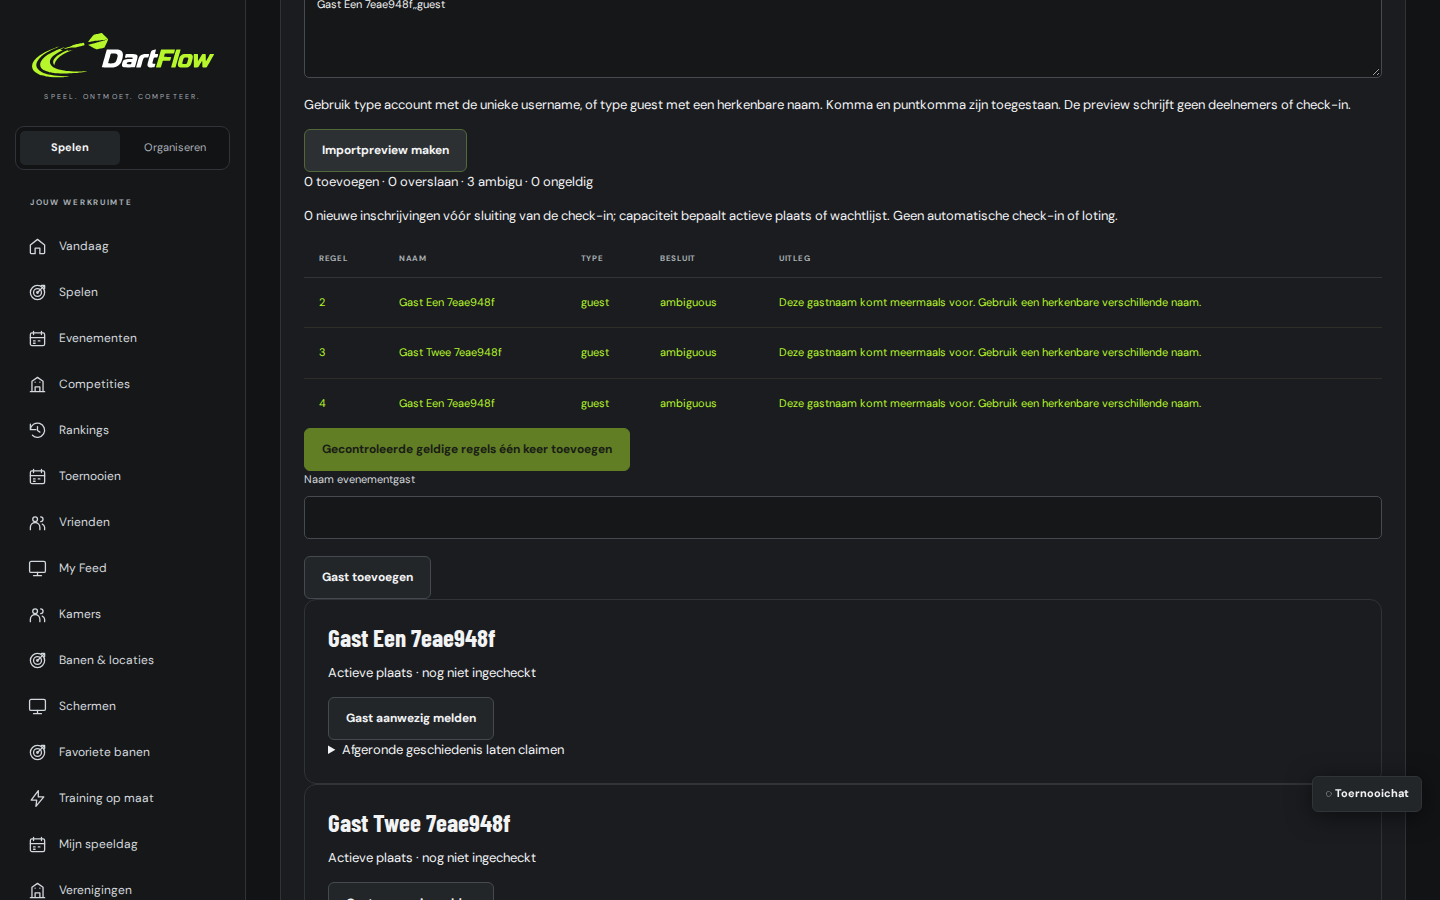 DartFlow
SPEEL. ONTMOET. COMPETEER.
Spelen
Organiseren
JOUW WERKRUIMTE
Vandaag
Spelen
Evenementen
Competities
Rankings
Toernooien
Vrienden
My Feed
Kamers
Banen & locaties
Schermen
Favoriete banen
Training op maat
Mijn speeldag
Verenigingen
Gast Een 7eae948f,,guest
Gebruik type account met de unieke username, of type guest met een herkenbare naam. Komma en puntkomma zijn toegestaan. De preview schrijft geen deelnemers of check-in.
Importpreview maken
0 toevoegen · 0 overslaan · 3 ambigu · 0 ongeldig
0 nieuwe inschrijvingen vóór sluiting van de check-in; capaciteit bepaalt actieve plaats of wachtlijst. Geen automatische check-in of loting.
REGEL NAAM TYPE BESLUIT UITLEG
2 Gast Een 7eae948f guest ambiguous Deze gastnaam komt meermaals voor. Gebruik een herkenbare verschillende naam.
3 Gast Twee 7eae948f guest ambiguous Deze gastnaam komt meermaals voor. Gebruik een herkenbare verschillende naam.
4 Gast Een 7eae948f guest ambiguous Deze gastnaam komt meermaals voor. Gebruik een herkenbare verschillende naam.
Gecontroleerde geldige regels één keer toevoegen
Naam evenementgast
Gast toevoegen
Gast Een 7eae948f
Actieve plaats · nog niet ingecheckt
Gast aanwezig melden
Afgeronde geschiedenis laten claimen
Gast Twee 7eae948f
Actieve plaats · nog niet ingecheckt
Toernooichat